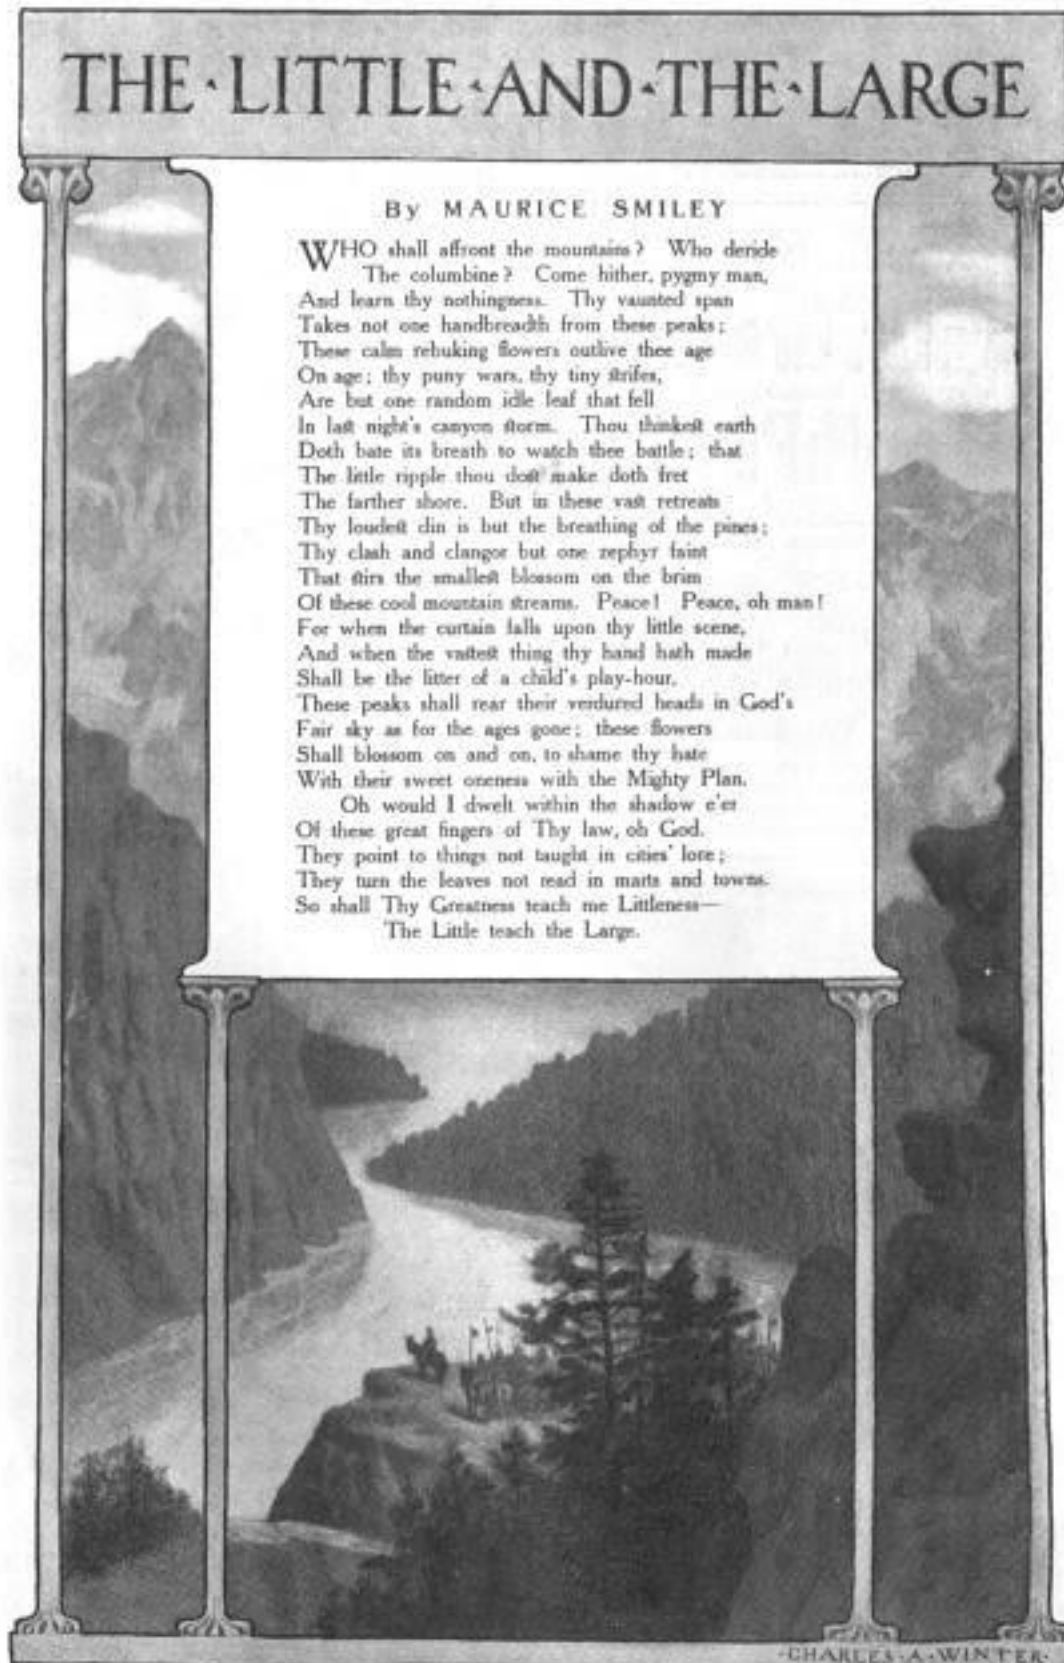 THE·LITTLE·AND·THE·LARGE
By MAURICE SMILEY
WHO shall affront the mountains? Who deride
The columbine? Come hither, pygmy man,
And learn thy nothingness. Thy vaunted span
Takes not one handbreadth from these peaks;
These calm rebuking flowers outlive thee age
On age; thy puny wars, thy tiny strifes,
Are but one random idle leaf that fell
In last night's canyon storm. Thou thinkest earth
Doth bate its breath to watch thee battle; that
The little ripple thou dost make doth fret
The farther shore. But in these vast retreats
Thy loudest din is but the breathing of the pines;
Thy clash and clangor but one zephyr faint
That stirs the smallest blossom on the brim
Of these cool mountain streams. Peace! Peace, oh man!
For when the curtain falls upon thy little scene,
And when the vastest thing thy hand hath made
Shall be the litter of a child's play-hour,
These peaks shall rear their verdured heads in God's
Fair sky as for the ages gone; these flowers
Shall blossom on and on, to shame thy hate
With their sweet oneness with the Mighty Plan.
Oh would I dwelt within the shadow e'er
Of these great fingers of Thy law, oh God.
They point to things not taught in cities' lore;
They turn the leaves not read in marts and towns.
So shall Thy Greatness teach me Littleness—
The Little teach the Large.
·CHARLES·A·WINTER·